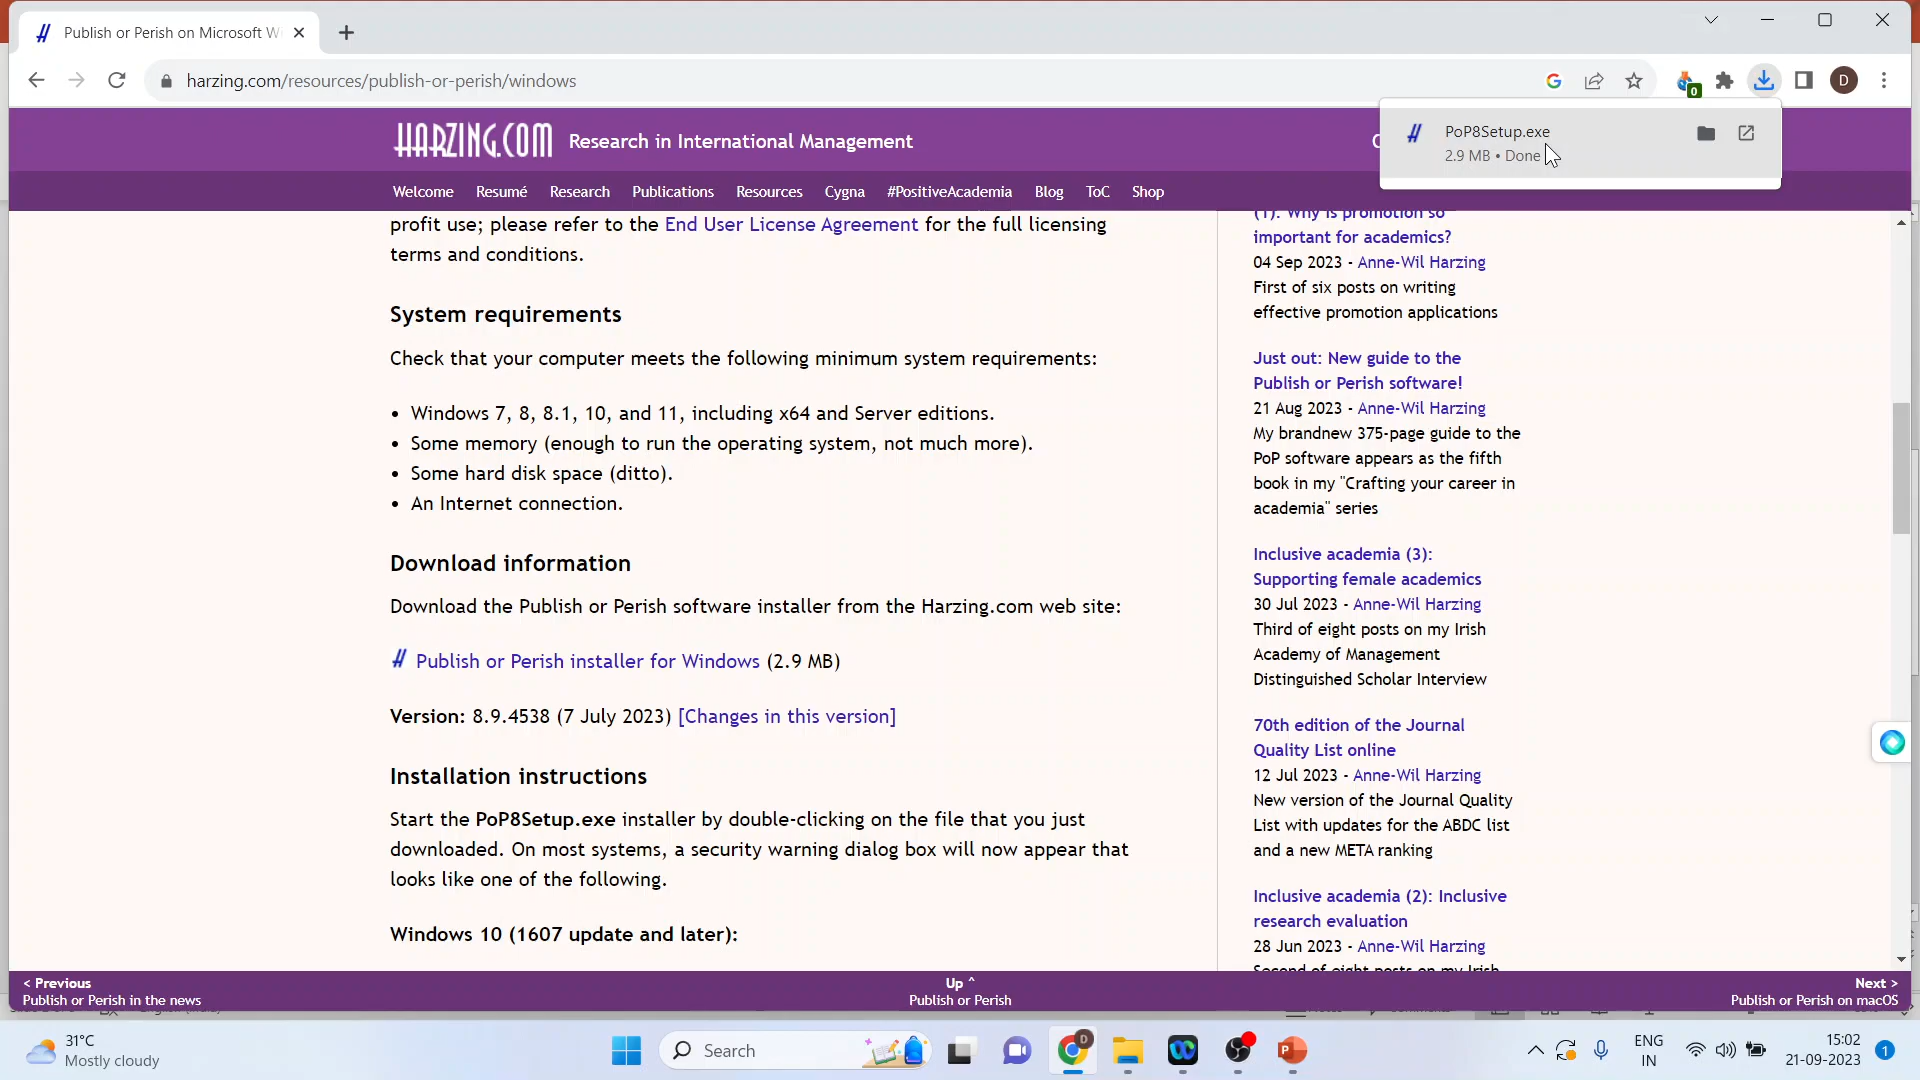 Publish or Perish on Microsoft W
harzing.com/resources/publish-or-perish/windows
0
D
PoP8Setup.exe
2.9 MB • Done
HARZING.COM Research in International Management
Welcome Resumé Research Publications Resources Cygna #PositiveAcademia Blog ToC Shop
profit use; please refer to the End User License Agreement for the full licensing
terms and conditions.
System requirements
Check that your computer meets the following minimum system requirements:
• Windows 7, 8, 8.1, 10, and 11, including x64 and Server editions.
• Some memory (enough to run the operating system, not much more).
• Some hard disk space (ditto).
• An Internet connection.
Download information
Download the Publish or Perish software installer from the Harzing.com web site:
Publish or Perish installer for Windows (2.9 MB)
Version: 8.9.4538 (7 July 2023) [Changes in this version]
Installation instructions
Start the PoP8Setup.exe installer by double-clicking on the file that you just
downloaded. On most systems, a security warning dialog box will now appear that
looks like one of the following.
Windows 10 (1607 update and later):
(1): Why is promotion so
important for academics?
04 Sep 2023 - Anne-Wil Harzing
First of six posts on writing
effective promotion applications
Just out: New guide to the
Publish or Perish software!
21 Aug 2023 - Anne-Wil Harzing
My brandnew 375-page guide to the
PoP software appears as the fifth
book in my "Crafting your career in
academia" series
Inclusive academia (3):
Supporting female academics
30 Jul 2023 - Anne-Wil Harzing
Third of eight posts on my Irish
Academy of Management
Distinguished Scholar Interview
70th edition of the Journal
Quality List online
12 Jul 2023 - Anne-Wil Harzing
New version of the Journal Quality
List with updates for the ABDC list
and a new META ranking
Inclusive academia (2): Inclusive
research evaluation
28 Jun 2023 - Anne-Wil Harzing
Second of eight posts on my Irish
< Previous
Publish or Perish in the news
Up ^
Publish or Perish
Next >
Publish or Perish on macOS
31°C
Mostly cloudy
Search
D
ENG
IN
15:02
21-09-2023
1